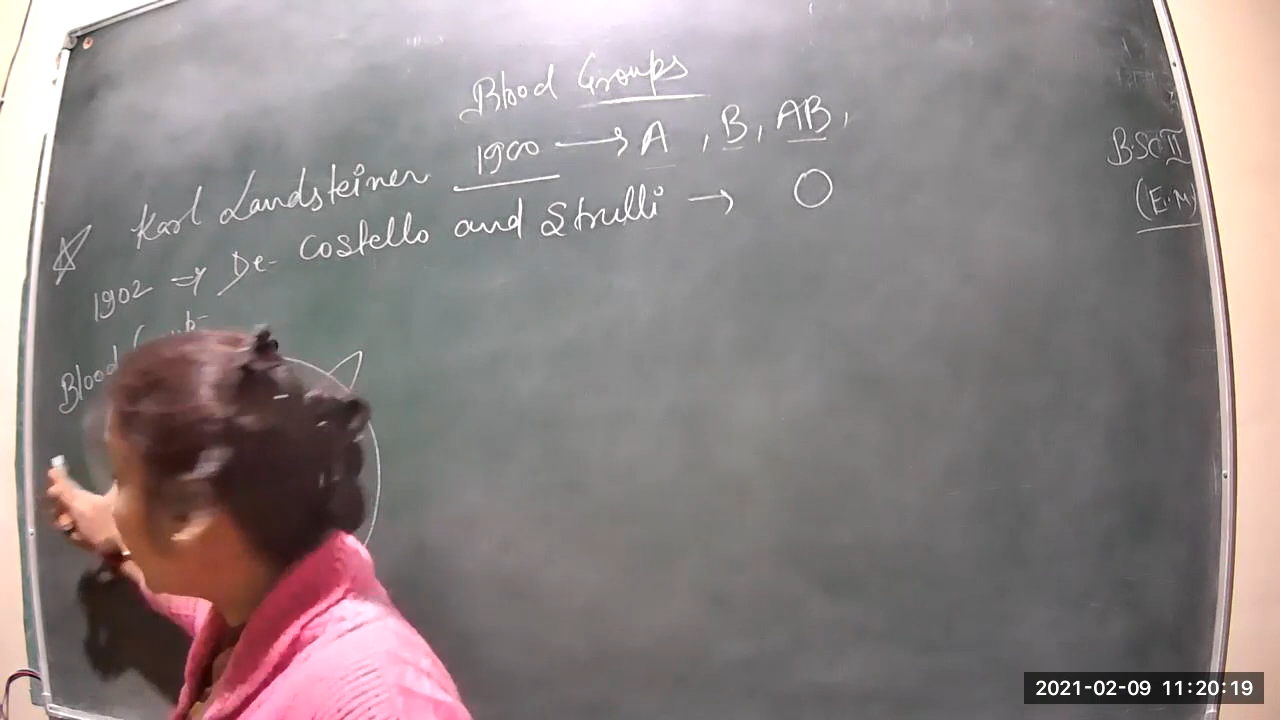 Blood Groups
Karl Landsteiner 1900 → A, B, AB,
1902 ⇒ De- Costello and Strulli → O
Blood
B.Sc II
(E.M)
2021-02-09 11:20:19